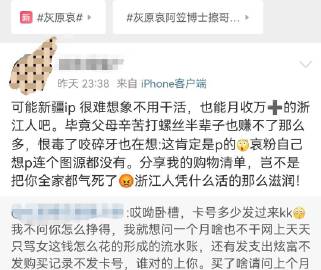 新 #灰原哀#
#灰原哀阿笠博士擦哥…
昨天 23:38 来自 iPhone客户端
可能新疆ip 很难想象不用干活，也能月收万➕的浙
江人吧。毕竟父母辛苦打螺丝半辈子也赚不了那么
多，恨毒了咬碎牙也在想:这肯定是p的😭哀粉自己
想p连个图源都没有。分享我的购物清单，岂不是
把你全家都气死了😡浙江人凭什么活的那么滋润！
:哎呦卧槽，卡号多少发过来kk😁
我不问你怎么挣得，我就想问一个月啥也不干网上天天
只骂女这钱怎么花的形成的流水账，还有发支出炫富不
发购买记录不发卡号，谁对的上你。买了啥请问上个月